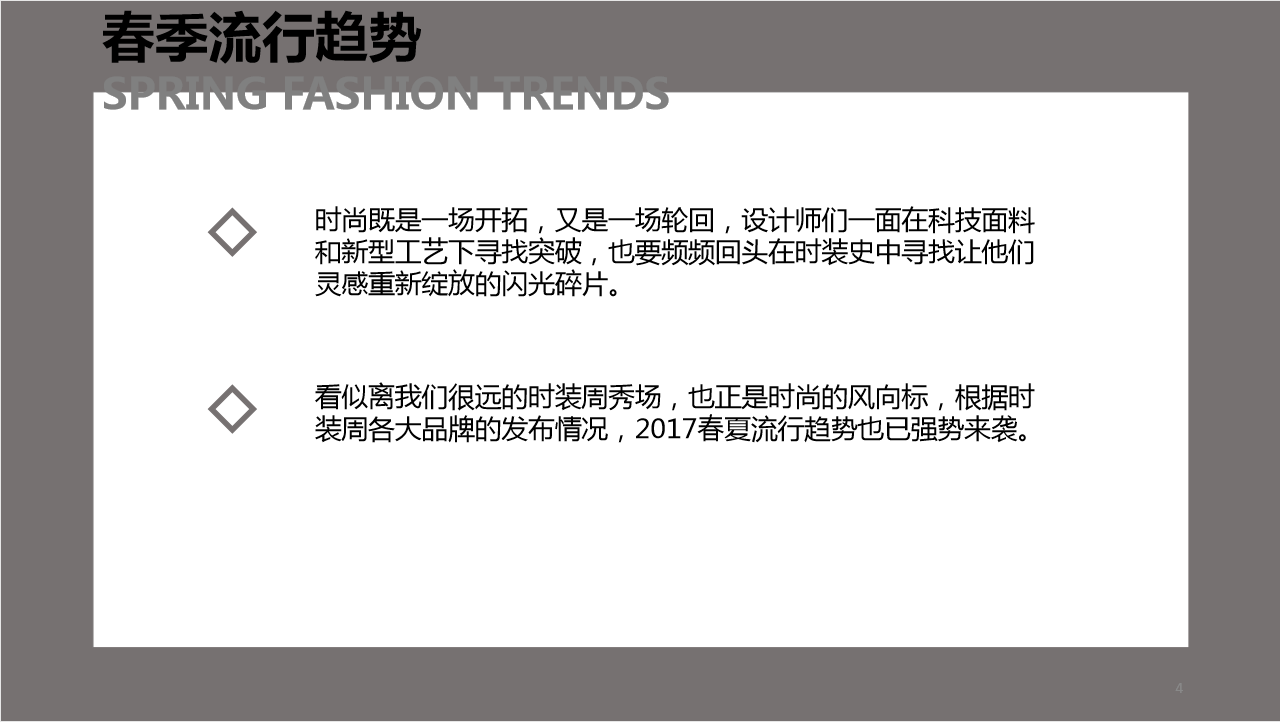 春季流行趋势
SPRING FASHION TRENDS
时尚既是一场开拓，又是一场轮回，设计师们一面在科技面料
和新型工艺下寻找突破，也要频频回头在时装史中寻找让他们
灵感重新绽放的闪光碎片。
看似离我们很远的时装周秀场，也正是时尚的风向标，根据时
装周各大品牌的发布情况，2017春夏流行趋势也已强势来袭。
4